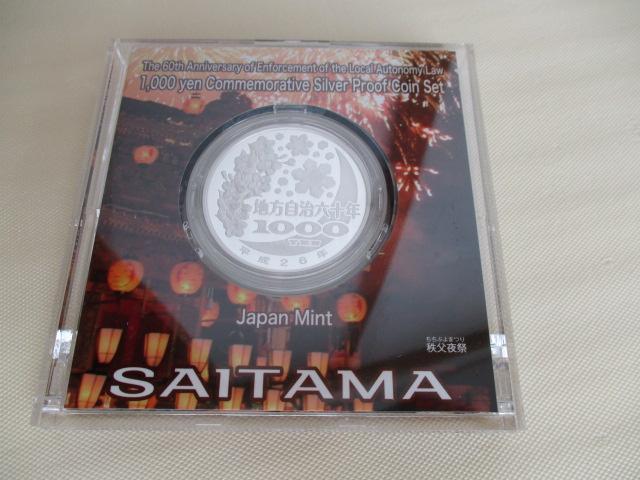 The 60th Anniversary of Enforcement of the Local Autonomy Law
1,000 yen Commemorative Silver Proof Coin Set
地方自治六十年
1000
YEN
平成26年
Japan Mint
ちちぶよまつり
秩父夜祭
SAITAMA